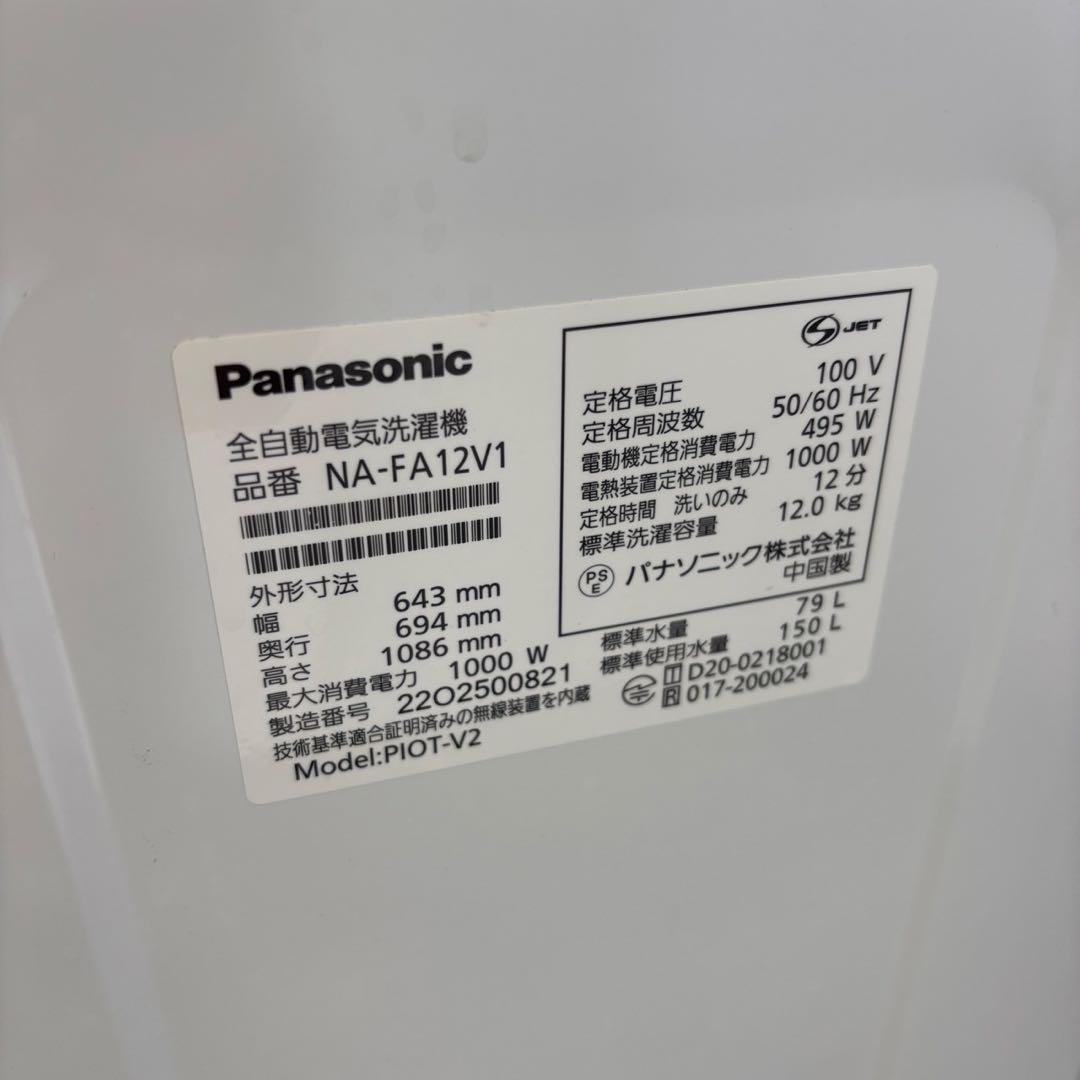 Panasonic
全自動電気洗濯機
品番 NA-FA12V1
外形寸法
幅 643 mm
奥行 694 mm
高さ 1086 mm
最大消費電力 1000 W
製造番号 22O2500821
技術基準適合証明済みの無線装置を内蔵
Model:PIOT-V2
S JET
定格電圧 100 V
定格周波数 50/60 Hz
電動機定格消費電力 495 W
電熱装置定格消費電力 1000 W
定格時間 洗いのみ 12分
標準洗濯容量 12.0 kg
PSE パナソニック株式会社
中国製
標準水量 79 L
標準使用水量 150 L
T D20-0218001
R 017-200024